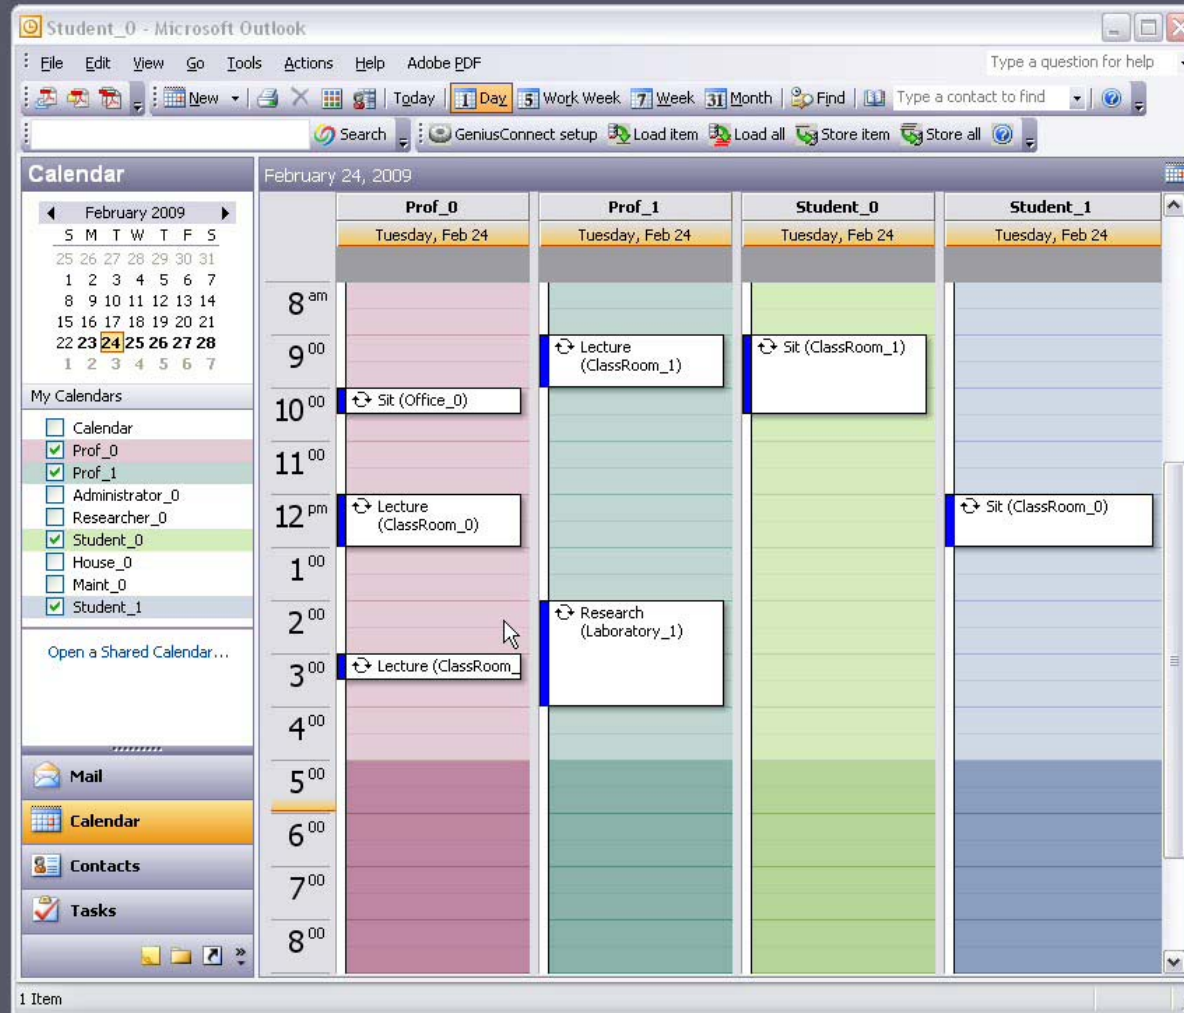 Student_0 - Microsoft Outlook
File Edit View Go Tools Actions Help Adobe PDF Type a question for help
New Today 1 Day 5 Work Week 7 Week 31 Month Find Type a contact to find
Search GeniusConnect setup Load item Load all Store item Store all
Calendar
February 2009
S M T W T F S
25 26 27 28 29 30 31
1 2 3 4 5 6 7
8 9 10 11 12 13 14
15 16 17 18 19 20 21
22 23 24 25 26 27 28
1 2 3 4 5 6 7
My Calendars
Calendar
Prof_0
Prof_1
Administrator_0
Researcher_0
Student_0
House_0
Maint_0
Student_1
Open a Shared Calendar...
Mail
Calendar
Contacts
Tasks
February 24, 2009
Prof_0 Prof_1 Student_0 Student_1
Tuesday, Feb 24 Tuesday, Feb 24 Tuesday, Feb 24 Tuesday, Feb 24
8 am
9 00
Lecture
(ClassRoom_1)
Sit (ClassRoom_1)
10 00
Sit (Office_0)
11 00
12 pm
Lecture
(ClassRoom_0)
Sit (ClassRoom_0)
1 00
2 00
Research
(Laboratory_1)
3 00
Lecture (ClassRoom_
4 00
5 00
6 00
7 00
8 00
1 Item